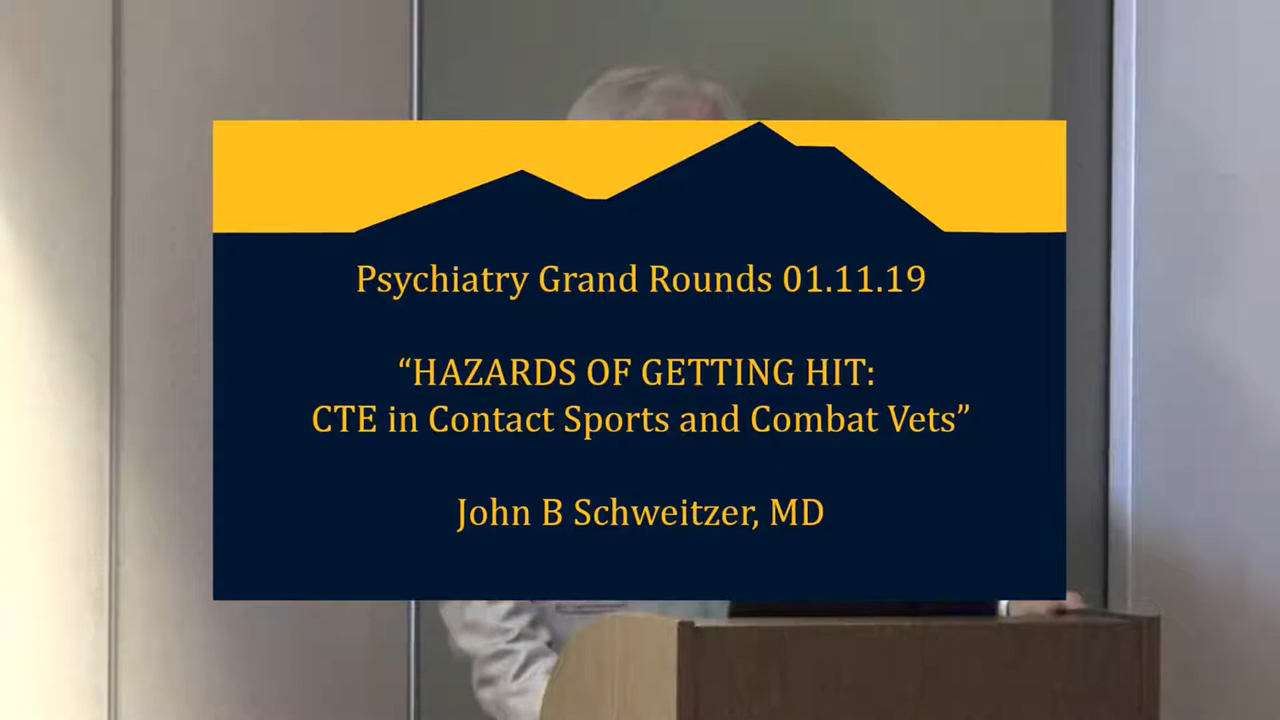 Psychiatry Grand Rounds 01.11.19
“HAZARDS OF GETTING HIT:
CTE in Contact Sports and Combat Vets”
John B Schweitzer, MD